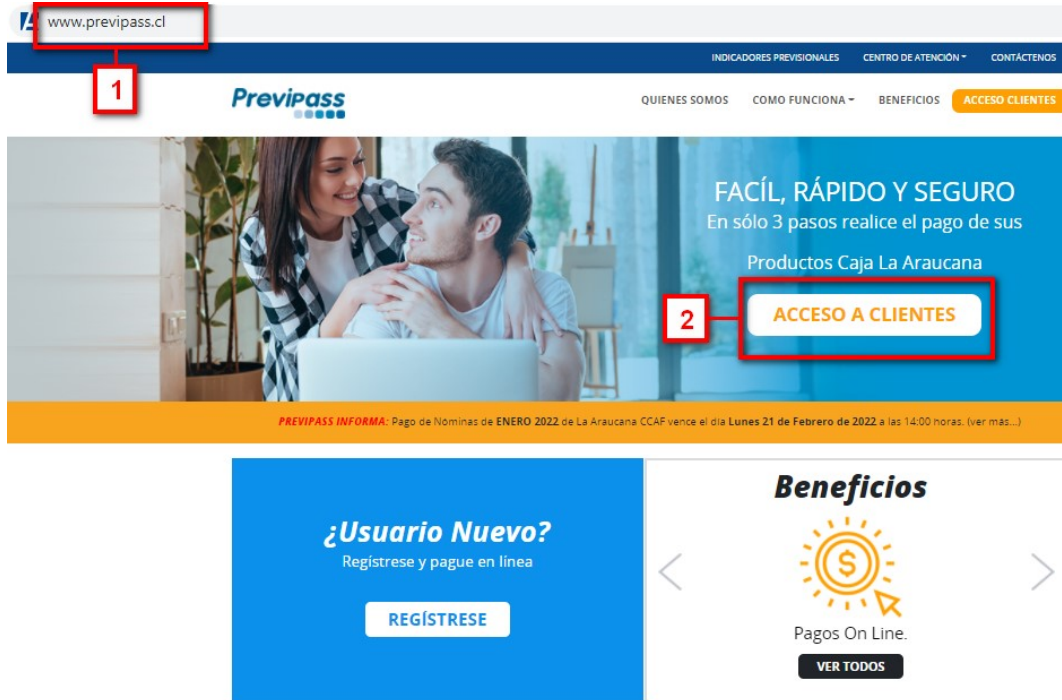 www.previpass.cl
1
INDICADORES PREVISIONALES CENTRO DE ATENCIÓN CONTÁCTENOS
Previpass
QUIENES SOMOS COMO FUNCIONA BENEFICIOS ACCESO CLIENTES
FACÍL, RÁPIDO Y SEGURO
En sólo 3 pasos realice el pago de sus
Productos Caja La Araucana
2
ACCESO A CLIENTES
PREVIPASS INFORMA: Pago de Nominas de ENERO 2022 de La Araucana CCAF vence el día Lunes 21 de Febrero de 2022 a las 14:00 horas. (ver más...)
¿Usuario Nuevo?
Regístrese y pague en línea
REGÍSTRESE
Beneficios
$
Pagos On Line.
VER TODOS